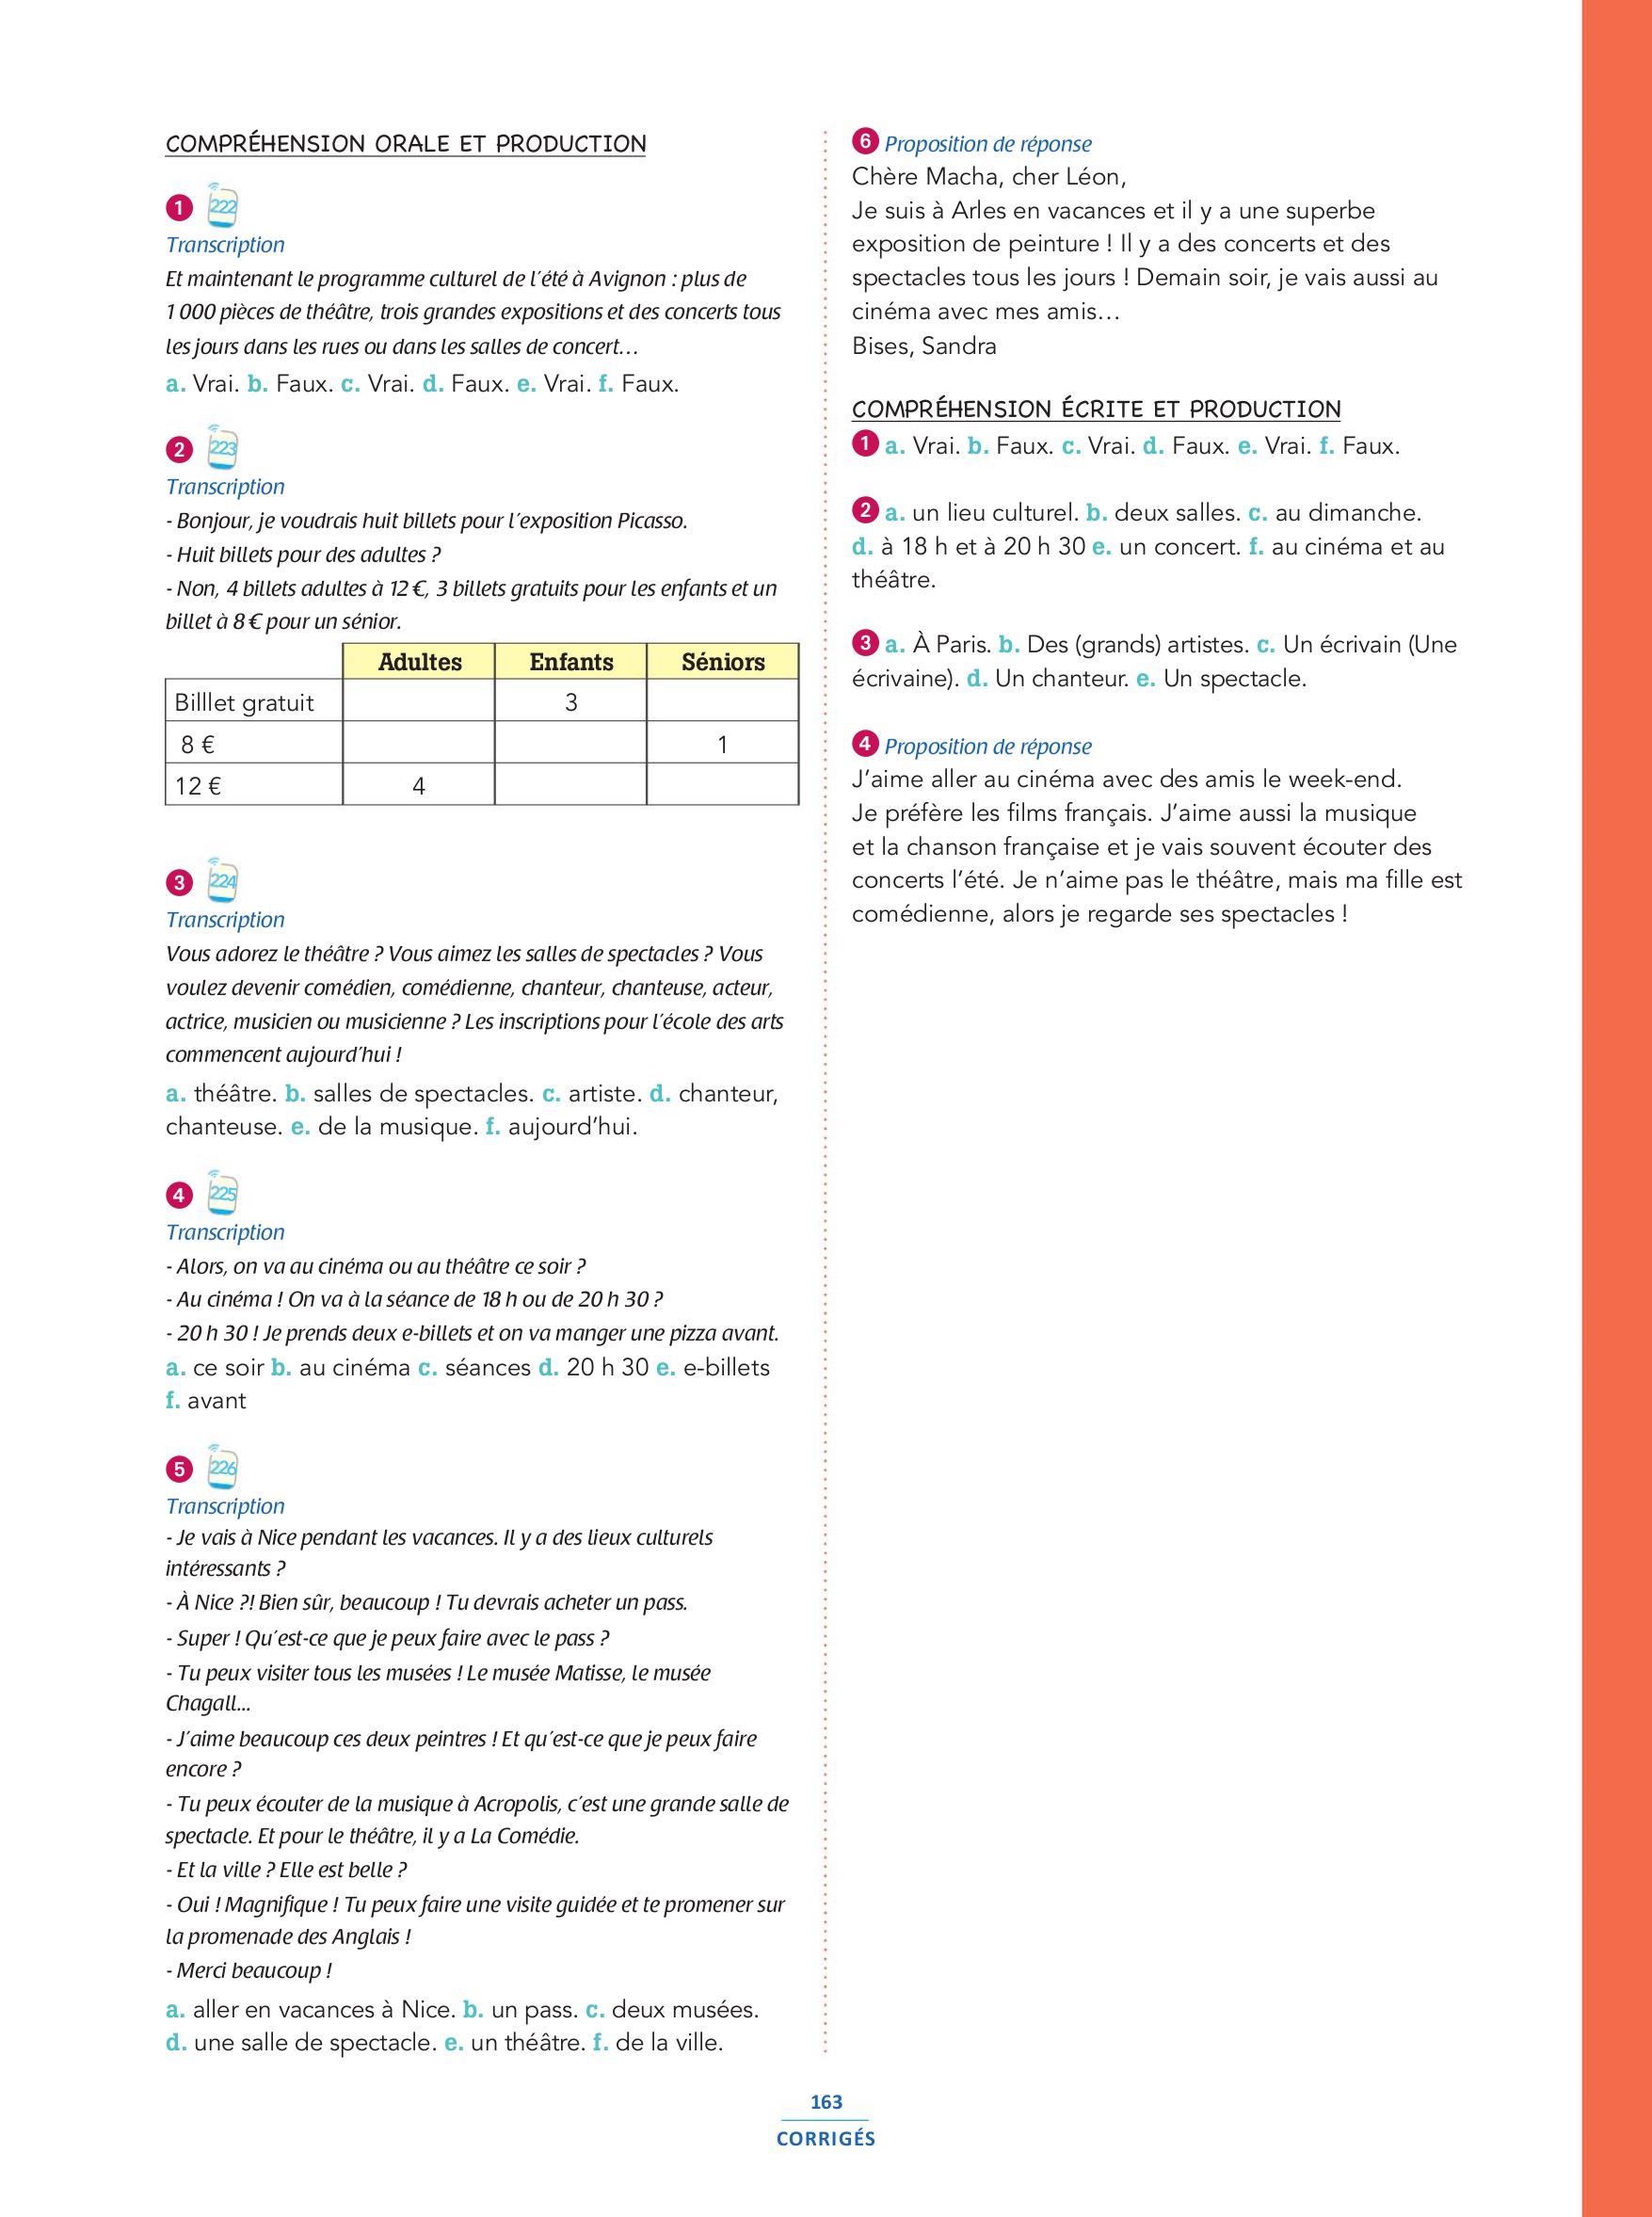 COMPRÉHENSION ORALE ET PRODUCTION
1 222
Transcription
Et maintenant le programme culturel de l'été à Avignon : plus de
1 000 pièces de théâtre, trois grandes expositions et des concerts tous
les jours dans les rues ou dans les salles de concert…
a. Vrai. b. Faux. c. Vrai. d. Faux. e. Vrai. f. Faux.
2 223
Transcription
- Bonjour, je voudrais huit billets pour l'exposition Picasso.
- Huit billets pour des adultes ?
- Non, 4 billets adultes à 12 €, 3 billets gratuits pour les enfants et un
billet à 8 € pour un sénior.
Adultes Enfants Séniors
Billlet gratuit 3
8 € 1
12 € 4
3 224
Transcription
Vous adorez le théâtre ? Vous aimez les salles de spectacles ? Vous
voulez devenir comédien, comédienne, chanteur, chanteuse, acteur,
actrice, musicien ou musicienne ? Les inscriptions pour l'école des arts
commencent aujourd'hui !
a. théâtre. b. salles de spectacles. c. artiste. d. chanteur,
chanteuse. e. de la musique. f. aujourd'hui.
4 225
Transcription
- Alors, on va au cinéma ou au théâtre ce soir ?
- Au cinéma ! On va à la séance de 18 h ou de 20 h 30 ?
- 20 h 30 ! Je prends deux e-billets et on va manger une pizza avant.
a. ce soir b. au cinéma c. séances d. 20 h 30 e. e-billets
f. avant
5 226
Transcription
- Je vais à Nice pendant les vacances. Il y a des lieux culturels
intéressants ?
- À Nice ?! Bien sûr, beaucoup ! Tu devrais acheter un pass.
- Super ! Qu'est-ce que je peux faire avec le pass ?
- Tu peux visiter tous les musées ! Le musée Matisse, le musée
Chagall...
- J'aime beaucoup ces deux peintres ! Et qu'est-ce que je peux faire
encore ?
- Tu peux écouter de la musique à Acropolis, c'est une grande salle de
spectacle. Et pour le théâtre, il y a La Comédie.
- Et la ville ? Elle est belle ?
- Oui ! Magnifique ! Tu peux faire une visite guidée et te promener sur
la promenade des Anglais !
- Merci beaucoup !
a. aller en vacances à Nice. b. un pass. c. deux musées.
d. une salle de spectacle. e. un théâtre. f. de la ville.
6 Proposition de réponse
Chère Macha, cher Léon,
Je suis à Arles en vacances et il y a une superbe
exposition de peinture ! Il y a des concerts et des
spectacles tous les jours ! Demain soir, je vais aussi au
cinéma avec mes amis…
Bises, Sandra
COMPRÉHENSION ÉCRITE ET PRODUCTION
1 a. Vrai. b. Faux. c. Vrai. d. Faux. e. Vrai. f. Faux.
2 a. un lieu culturel. b. deux salles. c. au dimanche.
d. à 18 h et à 20 h 30 e. un concert. f. au cinéma et au
théâtre.
3 a. À Paris. b. Des (grands) artistes. c. Un écrivain (Une
écrivaine). d. Un chanteur. e. Un spectacle.
4 Proposition de réponse
J'aime aller au cinéma avec des amis le week-end.
Je préfère les films français. J'aime aussi la musique
et la chanson française et je vais souvent écouter des
concerts l'été. Je n'aime pas le théâtre, mais ma fille est
comédienne, alors je regarde ses spectacles !
163
CORRIGÉS